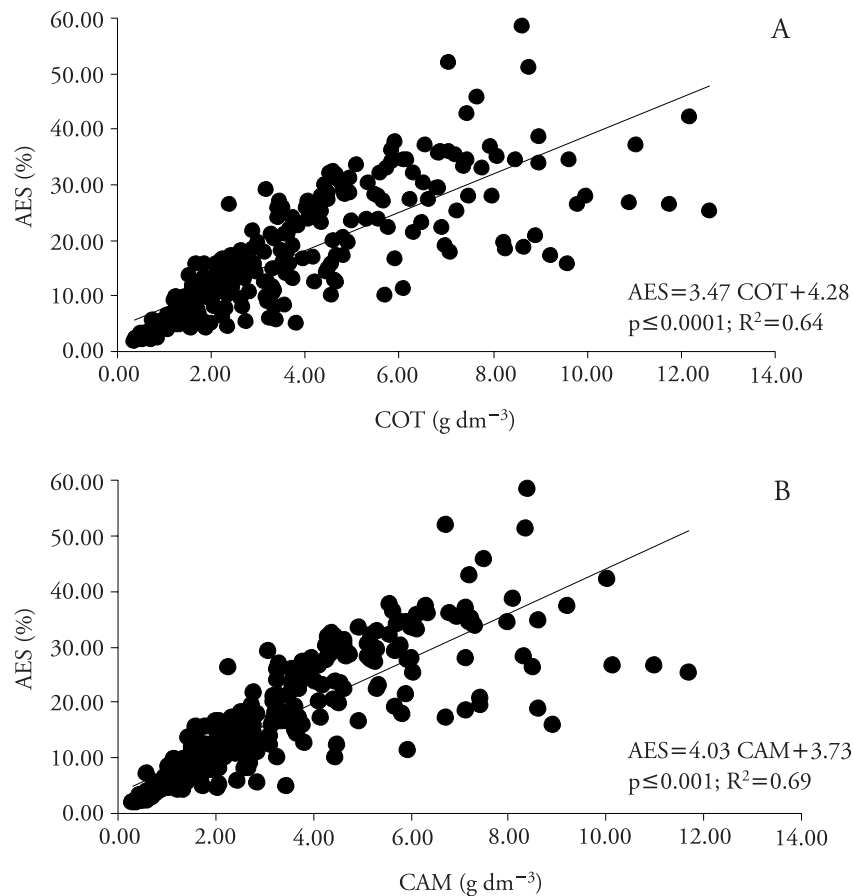 A
60.00
50.00
40.00
30.00
20.00
10.00
0.00
AES (%)
AES=3.47 COT+4.28
p≤0.0001; R²=0.64
0.00 2.00 4.00 6.00 8.00 10.00 12.00 14.00
COT (g dm⁻³)
B
60.00
50.00
40.00
30.00
20.00
10.00
0.00
AES (%)
AES=4.03 CAM+3.73
p≤0.001; R²=0.69
0.00 2.00 4.00 6.00 8.00 10.00 12.00 14.00
CAM (g dm⁻³)